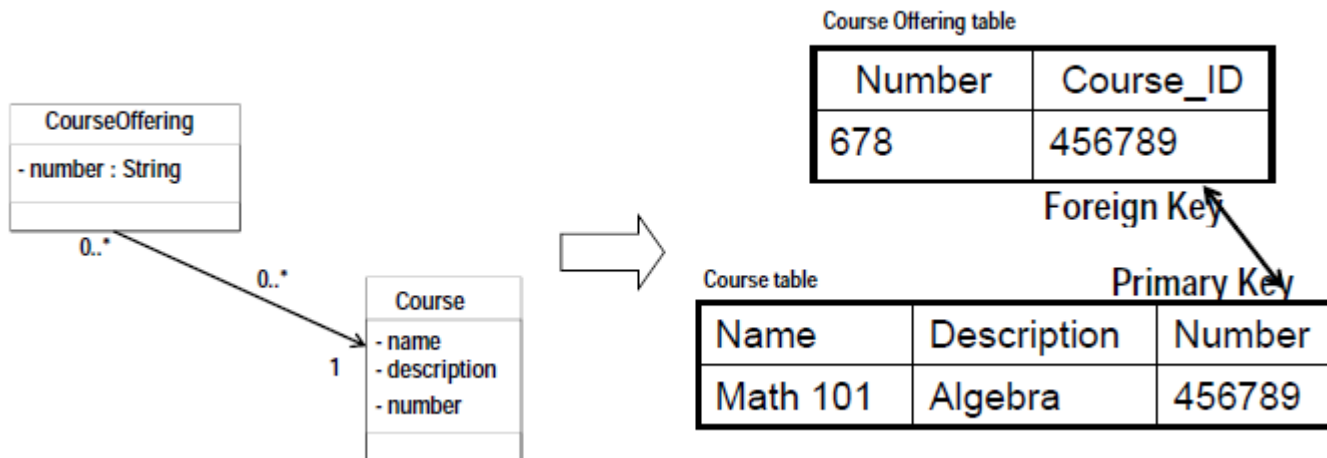 CourseOffering
- number : String
0..*
0..*
1
Course
- name
- description
- number
Course Offering table
Number Course_ID
678 456789
Foreign Key
Primary Key
Course table
Name Description Number
Math 101 Algebra 456789